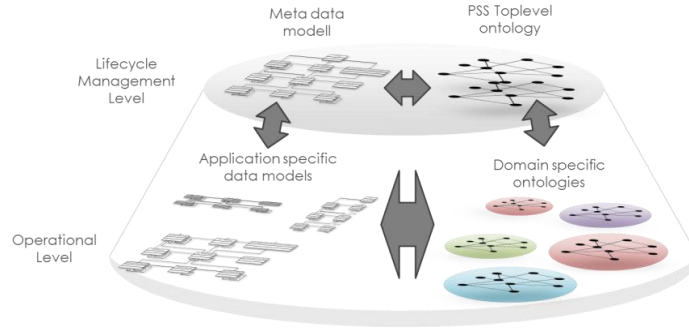 Meta data
modell
PSS Toplevel
ontology
Lifecycle
Management
Level
Application specific
data models
Domain specific
ontologies
Operational
Level